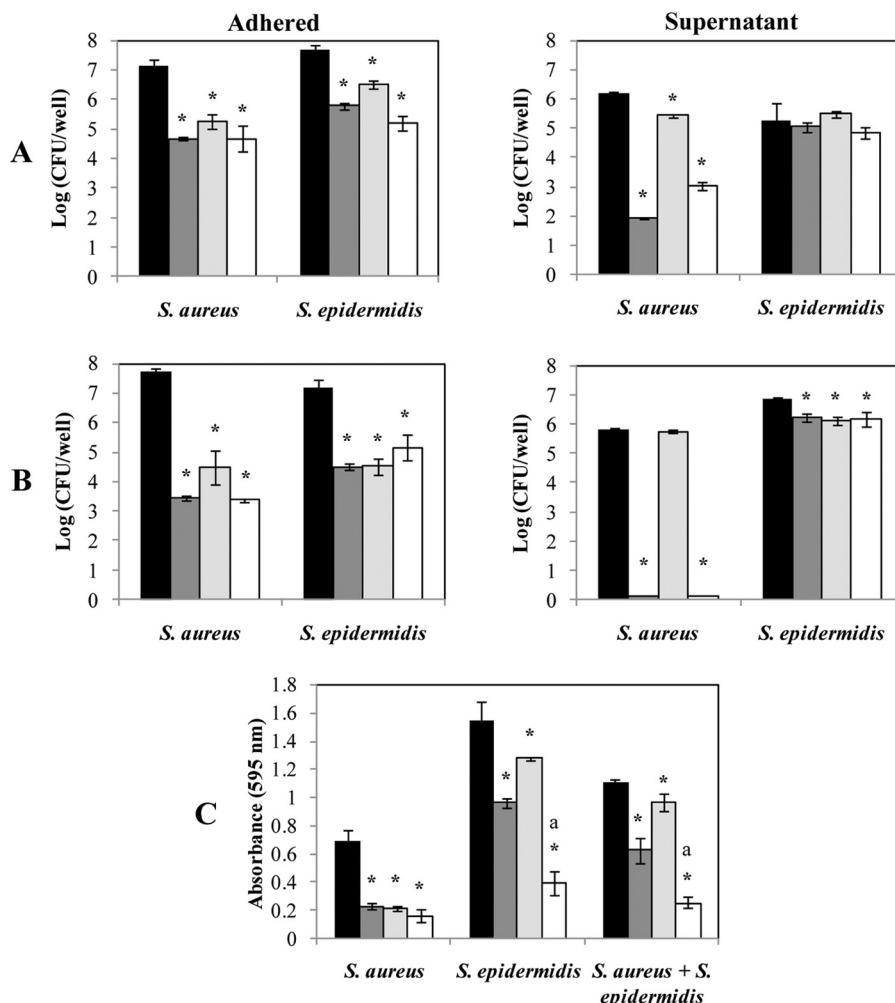 Adhered
Supernatant
A
Log (CFU/well)
8
7
6
5
4
3
2
1
0
* * *
* * *
S. aureus S. epidermidis
Log (CFU/well)
8
7
6
5
4
3
2
1
0
* * *
S. aureus S. epidermidis
B
Log (CFU/well)
8
7
6
5
4
3
2
1
0
* * *
* * *
S. aureus S. epidermidis
Log (CFU/well)
8
7
6
5
4
3
2
1
0
* *
* * *
S. aureus S. epidermidis
C
Absorbance (595 nm)
1.8
1.6
1.4
1.2
1
0.8
0.6
0.4
0.2
0
* * *
* *
a
*
* *
a
*
S. aureus S. epidermidis S. aureus + S.
epidermidis